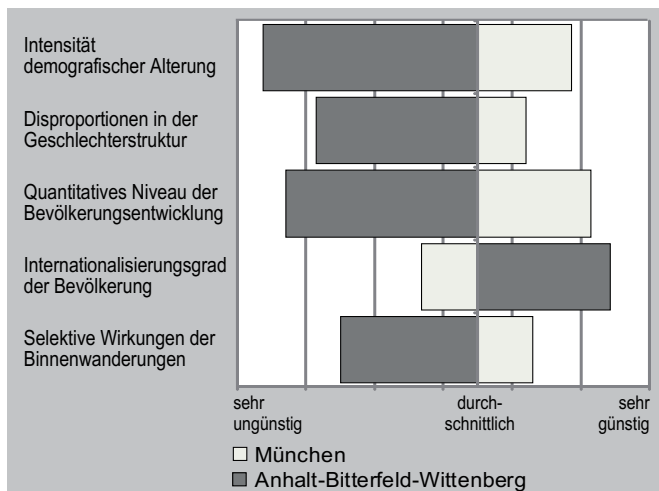 Intensität
demografischer Alterung
Disproportionen in der
Geschlechterstruktur
Quantitatives Niveau der
Bevölkerungsentwicklung
Internationalisierungsgrad
der Bevölkerung
Selektive Wirkungen der
Binnenwanderungen
sehr
ungünstig
durch-
schnittlich
sehr
günstig
München
Anhalt-Bitterfeld-Wittenberg